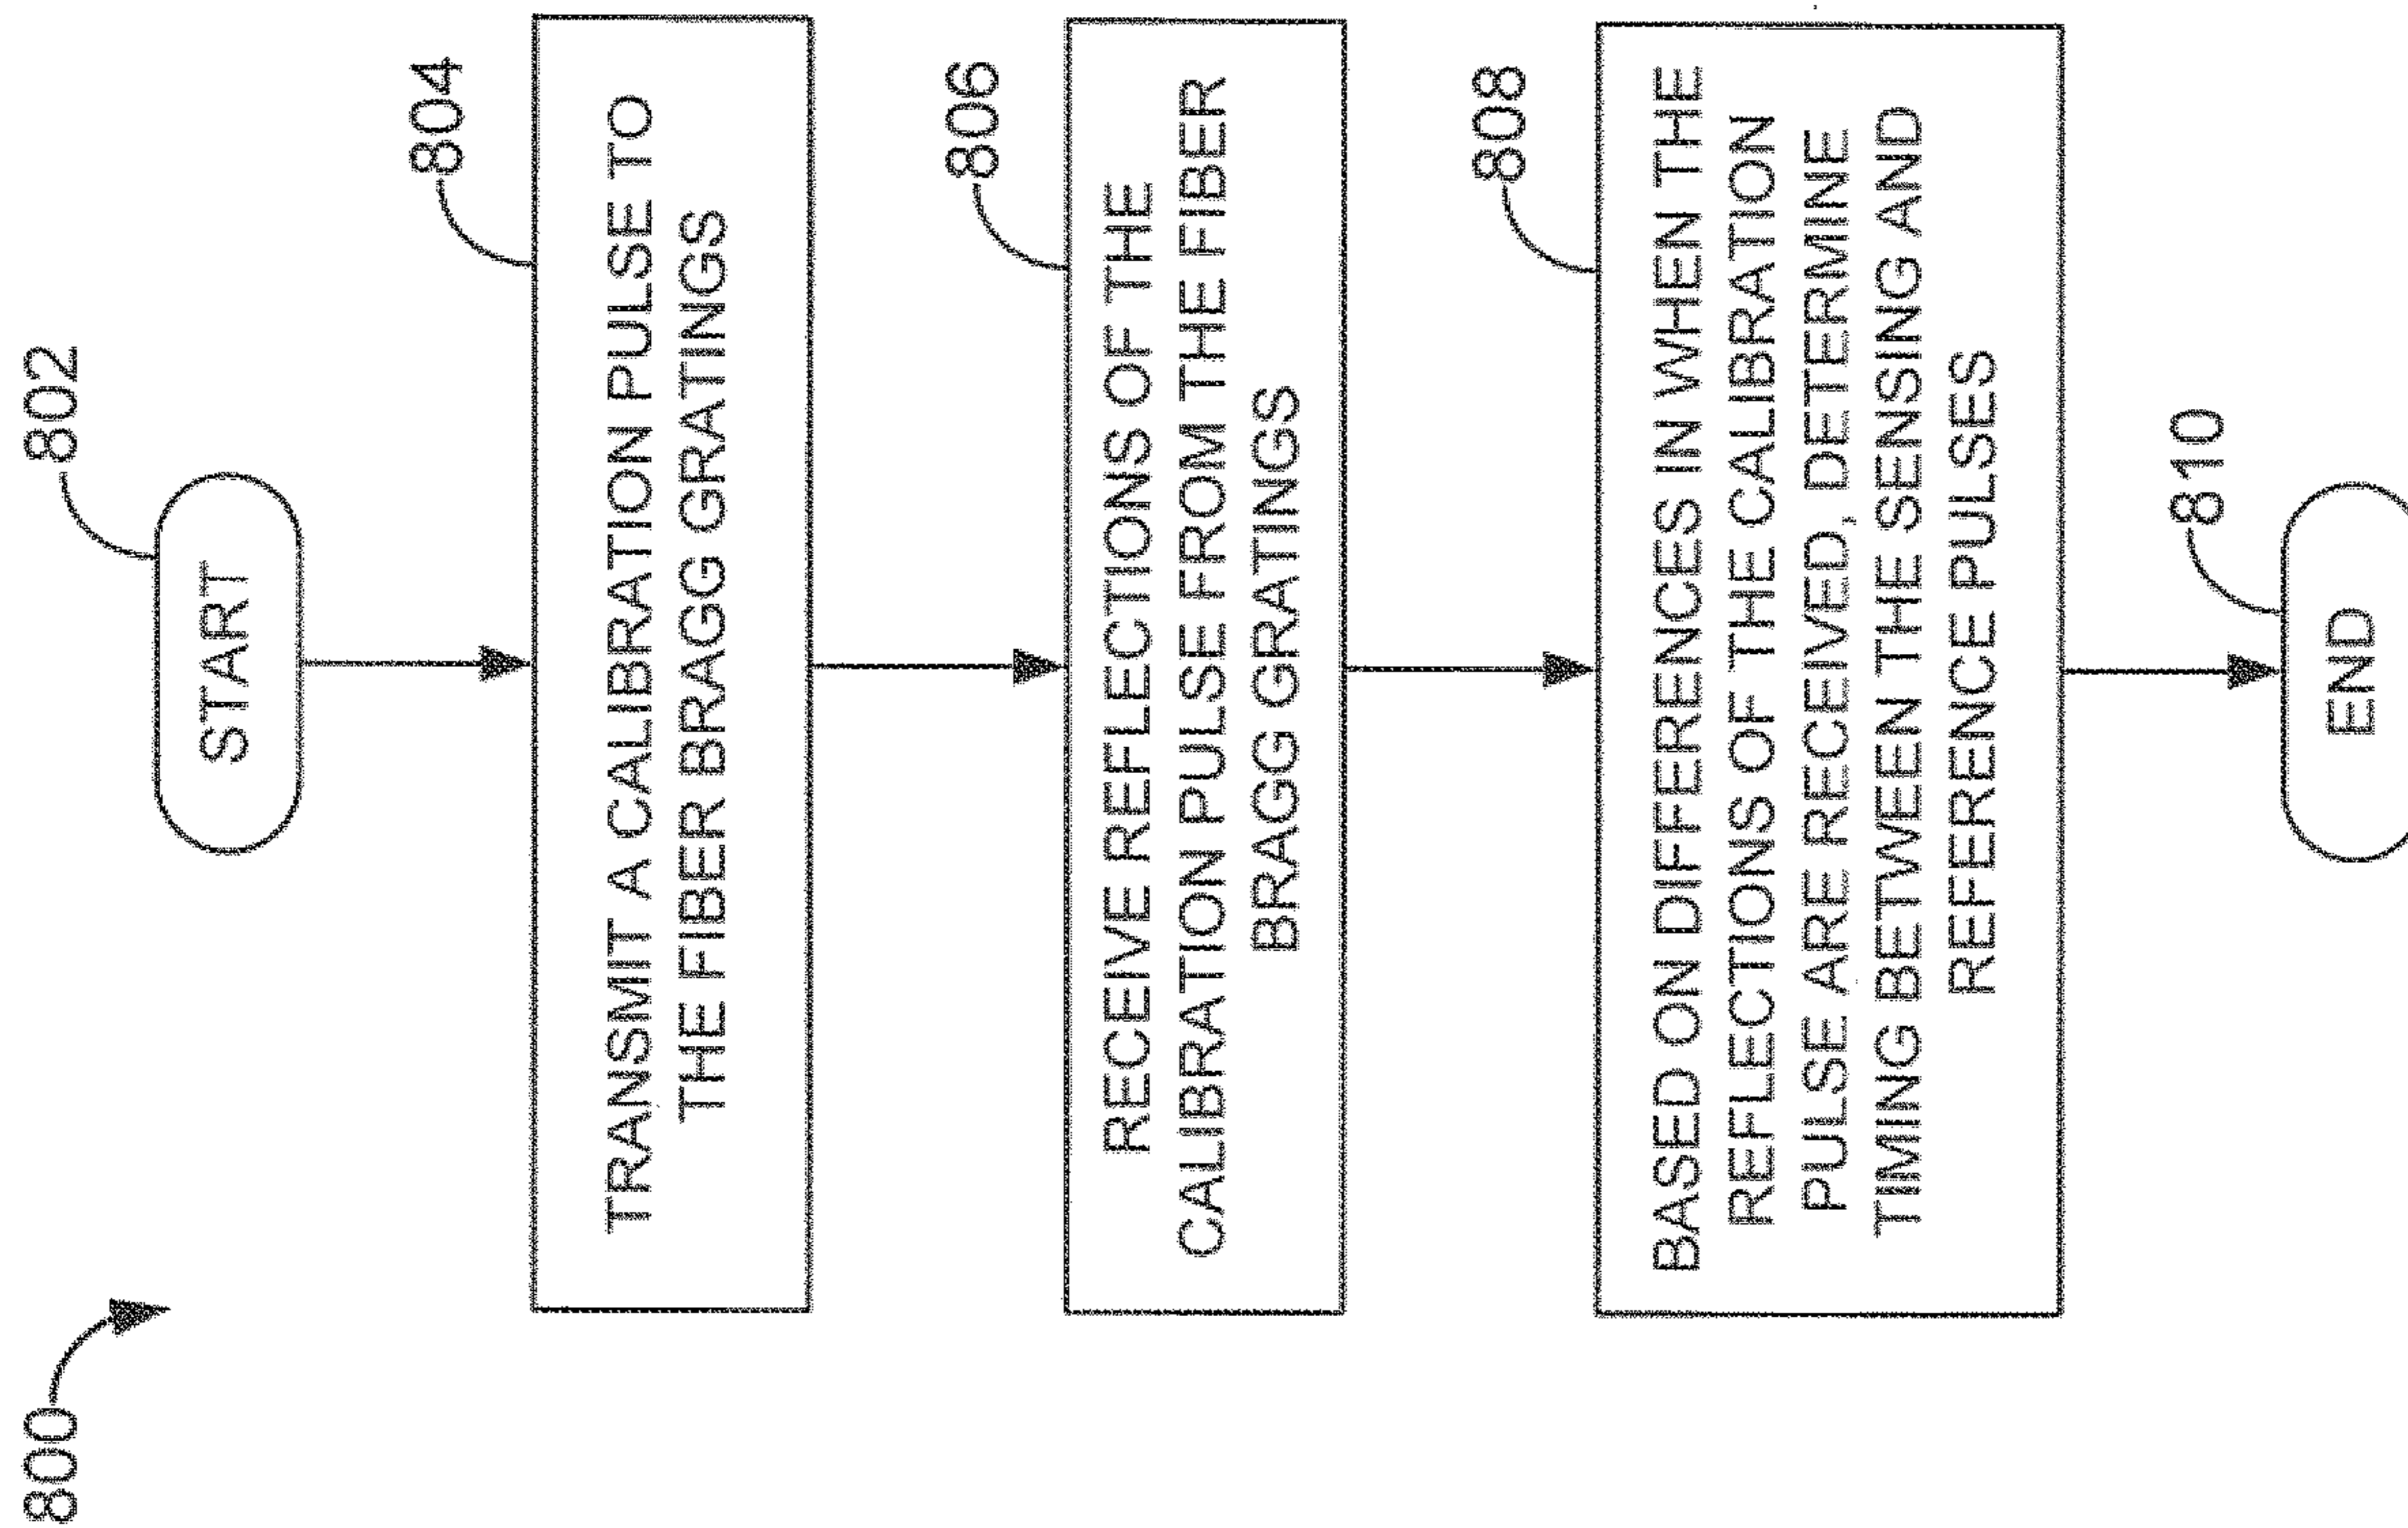 800
802
START
804
TRANSMIT A CALIBRATION PULSE TO
THE FIBER BRAGG GRATINGS
806
RECEIVE REFLECTIONS OF THE
CALIBRATION PULSE FROM THE FIBER
BRAGG GRATINGS
808
BASED ON DIFFERENCES IN WHEN THE
REFLECTIONS OF THE CALIBRATION
PULSE ARE RECEIVED, DETERMINE
TIMING BETWEEN THE SENSING AND
REFERENCE PULSES
810
END